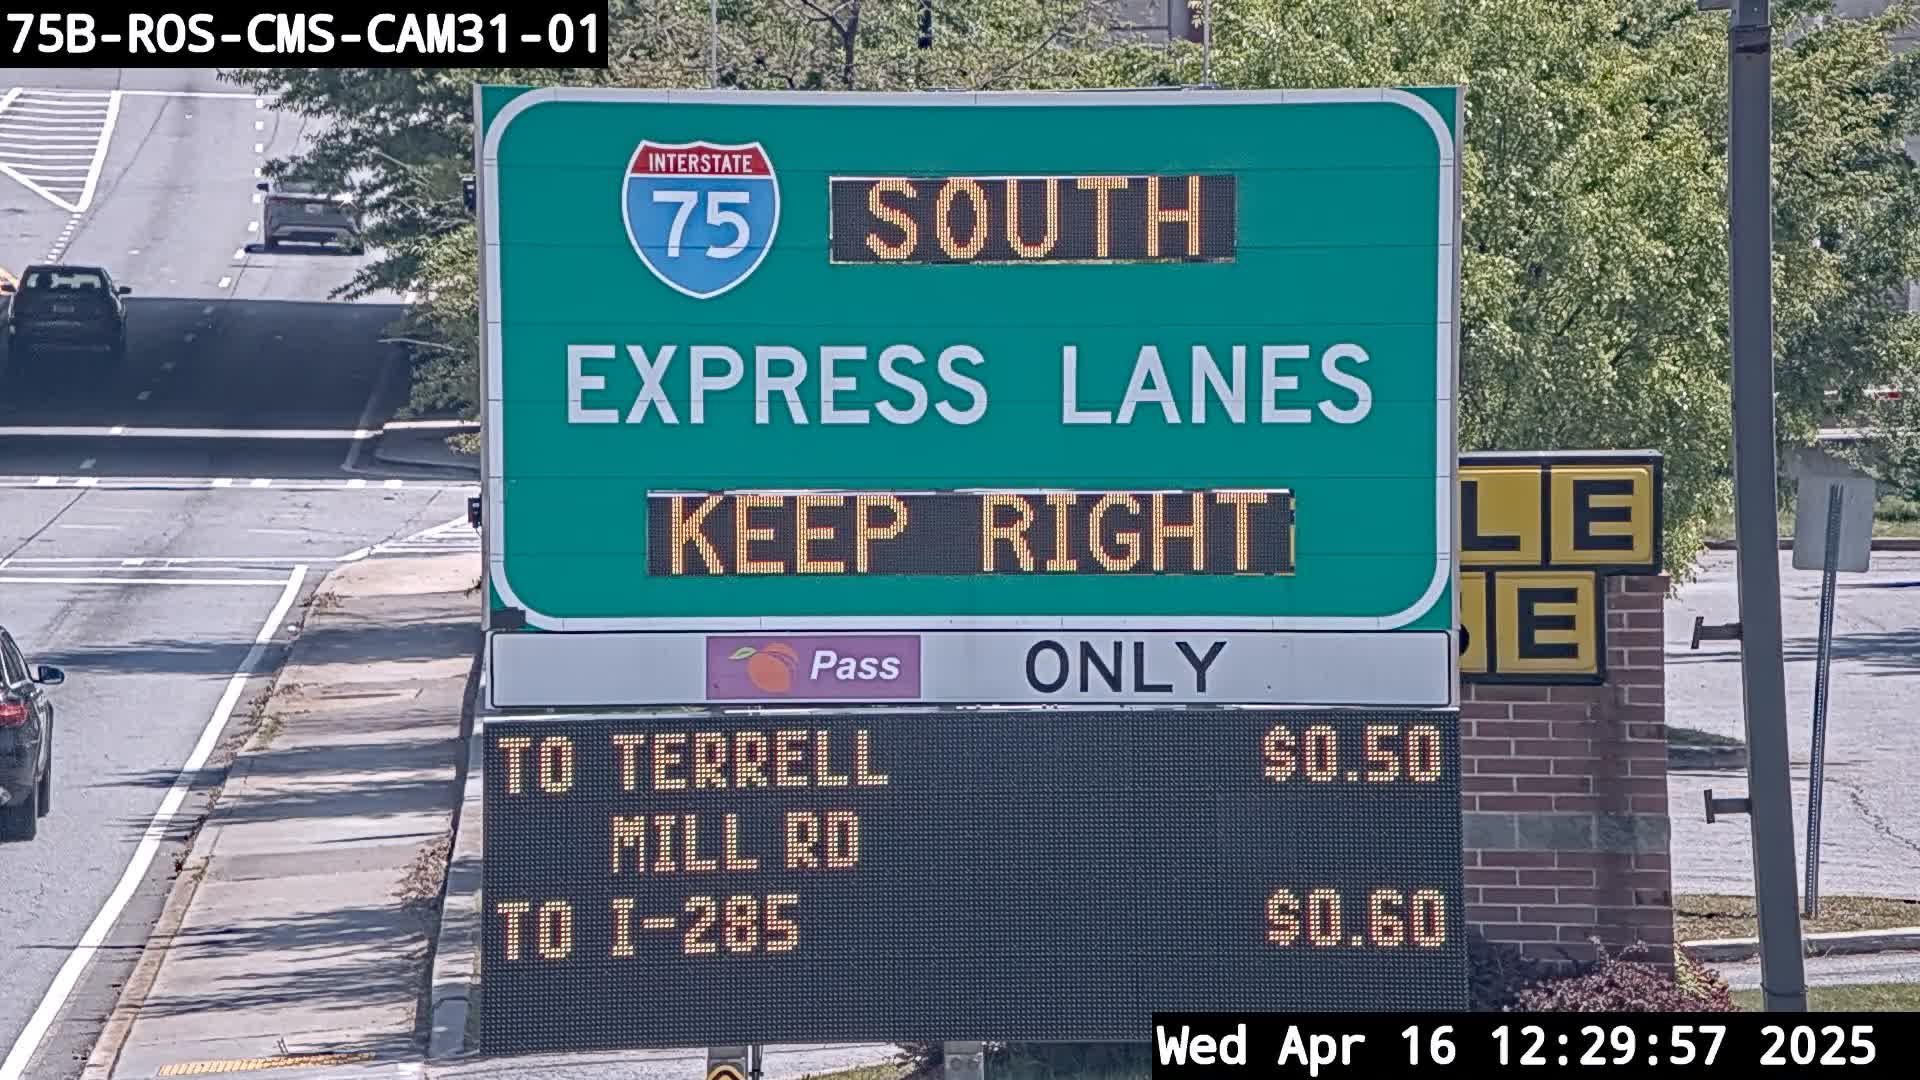 75B-ROS-CMS-CAM31-01
INTERSTATE
75
SOUTH
EXPRESS LANES
KEEP RIGHT
Pass ONLY
TO TERRELL $0.50
MILL RD
TO I-285 $0.60
LE
E
Wed Apr 16 12:29:57 2025